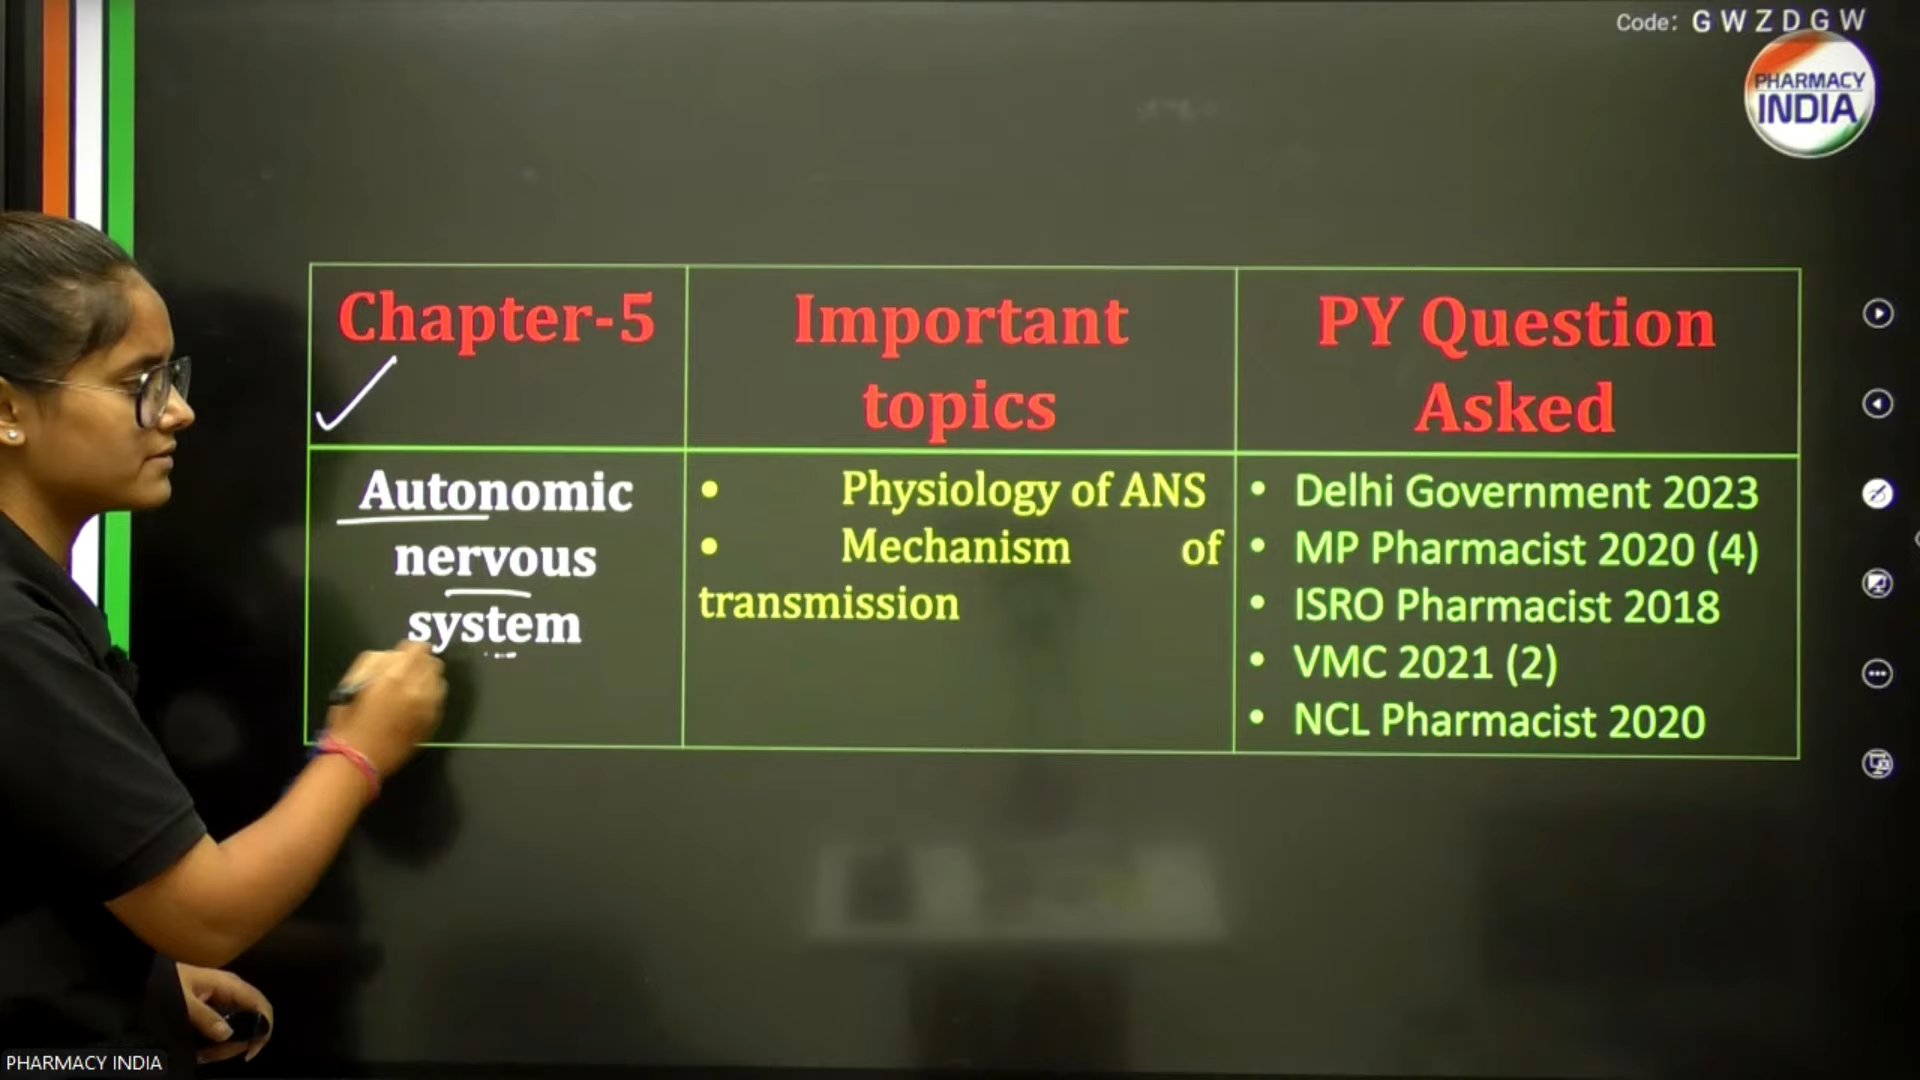 Code: GWZDGW
PHARMACY
INDIA
Chapter-5
Important
topics
PY Question
Asked
Autonomic
nervous
system
• Physiology of ANS
• Mechanism of
transmission
• Delhi Government 2023
• MP Pharmacist 2020 (4)
• ISRO Pharmacist 2018
• VMC 2021 (2)
• NCL Pharmacist 2020
PHARMACY INDIA